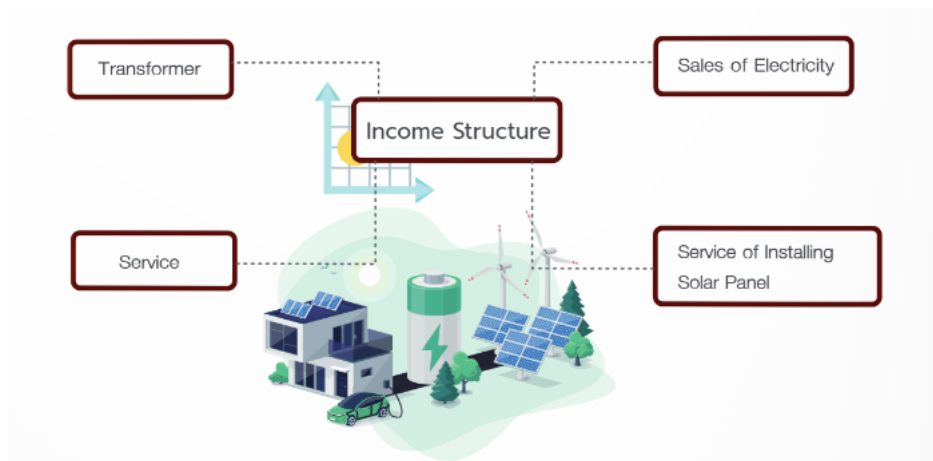 Transformer
Sales of Electricity
Income Structure
Service
Service of Installing
Solar Panel